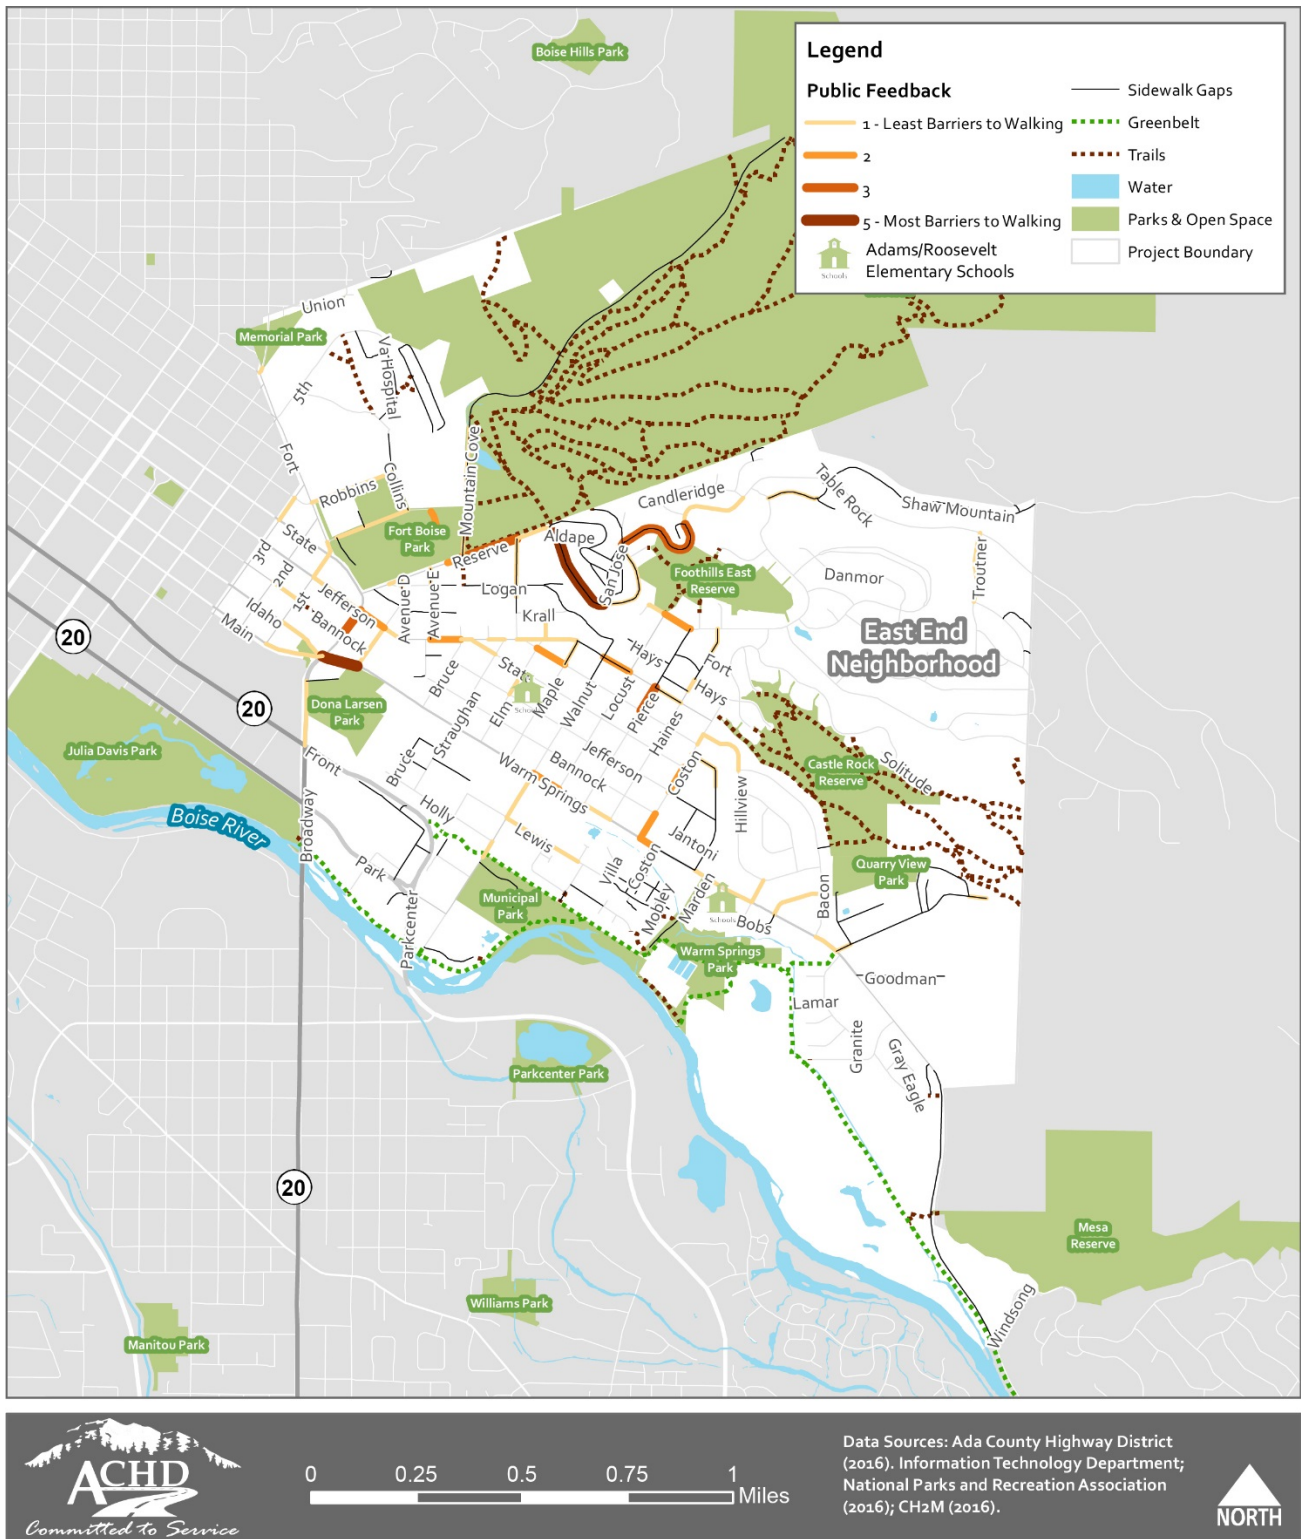 Boise Hills Park
Legend
Public Feedback
1 - Least Barriers to Walking
2
3
5 - Most Barriers to Walking
Schools
Adams/Roosevelt
Elementary Schools
Sidewalk Gaps
Greenbelt
Trails
Water
Parks & Open Space
Project Boundary
Union
Memorial Park
Va Hospital
5th
Fort
Mountain Cove
Collins
Robbins
Candleridge
Table Rock
Shaw Mountain
State
Fort Boise
Park
Aldape
Reserve
3rd
2nd
San Jose
Foothills East
Reserve
Danmor
Troutner
1st
Jefferson
Avenue D
Avenue E
Logan
Idaho
Bannock
Main
Krall
20
East End
Neighborhood
Hays
Fort
Bruce
State
Schools
Maple
Walnut
Locust
Hays
Dona Larsen
Park
Straughan
Elm
Pierce
Haines
20
Julia Davis Park
Front
Bruce
Jefferson
Bannock
Warm Springs
Coston
Castle Rock
Reserve
Solitude
Hillview
Holly
Boise River
Broadway
Lewis
Jantoni
Park
Villa
Coston
Quarry View
Park
Municipal
Park
Mobley
Marden
Schools
Bacon
Bobs
Parkcenter
Warm Springs
Park
Goodman
Lamar
Granite
Gray Eagle
Parkcenter Park
20
Mesa
Reserve
Williams Park
Windsong
Manitou Park
ACHD
Committed to Service
0 0.25 0.5 0.75 1
Miles
Data Sources: Ada County Highway District
(2016). Information Technology Department;
National Parks and Recreation Association
(2016); CH2M (2016).
NORTH